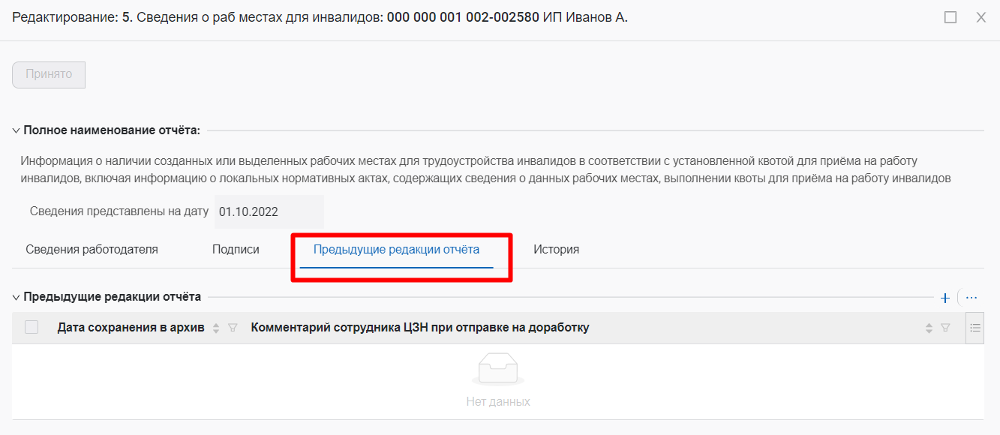 Редактирование: 5. Сведения о раб местах для инвалидов: 000 000 001 002-002580 ИП Иванов А.
Принято
Полное наименование отчёта:
Информация о наличии созданных или выделенных рабочих местах для трудоустройства инвалидов в соответствии с установленной квотой для приёма на работу
инвалидов, включая информацию о локальных нормативных актах, содержащих сведения о данных рабочих местах, выполнении квоты для приёма на работу инвалидов
Сведения представлены на дату 01.10.2022
Сведения работодателя Подписи Предыдущие редакции отчёта История
Предыдущие редакции отчёта
Дата сохранения в архив Комментарий сотрудника ЦЗН при отправке на доработку
Нет данных